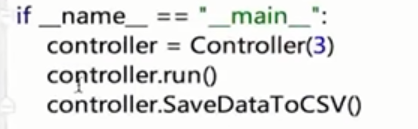 if __name__ == "__main__":
    controller = Controller(3)
    controller.run()
    controller.SaveDataToCSV()